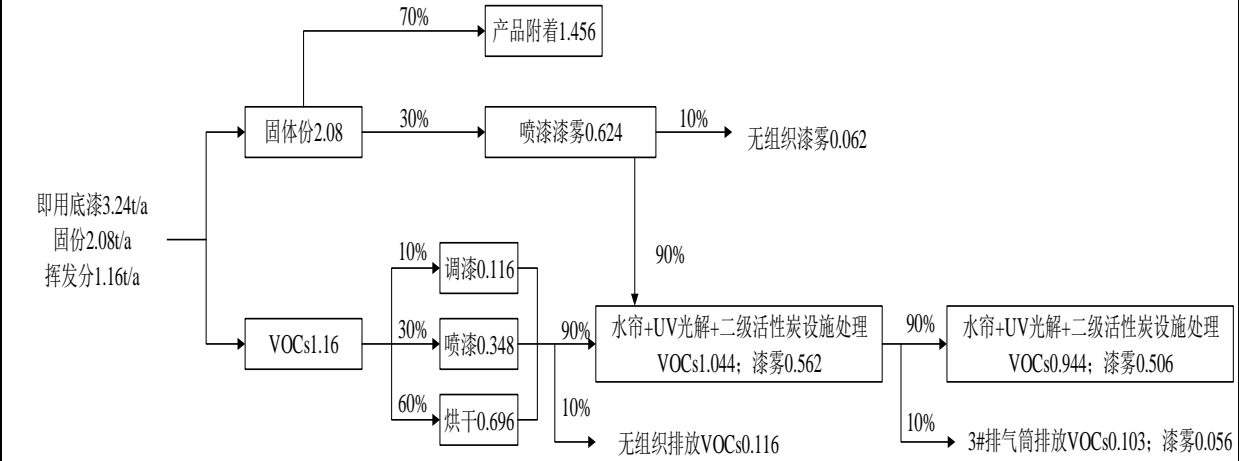 70%
产品附着1.456
固体份2.08
30%
喷漆漆雾0.624
10%
无组织漆雾0.062
即用底漆3.24t/a
固份2.08t/a
挥发分1.16t/a
90%
10%
调漆0.116
VOCs1.16
30%
喷漆0.348
90%
水帘+UV光解+二级活性炭设施处理
VOCs1.044；漆雾0.562
90%
水帘+UV光解+二级活性炭设施处理
VOCs0.944；漆雾0.506
60%
烘干0.696
10%
无组织排放VOCs0.116
10%
3#排气筒排放VOCs0.103；漆雾0.056